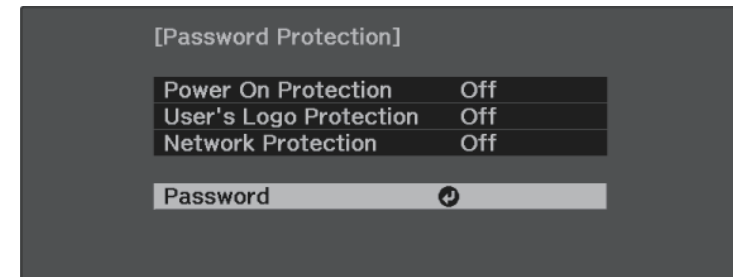 [Password Protection]
Power On Protection Off
User's Logo Protection Off
Network Protection Off
Password